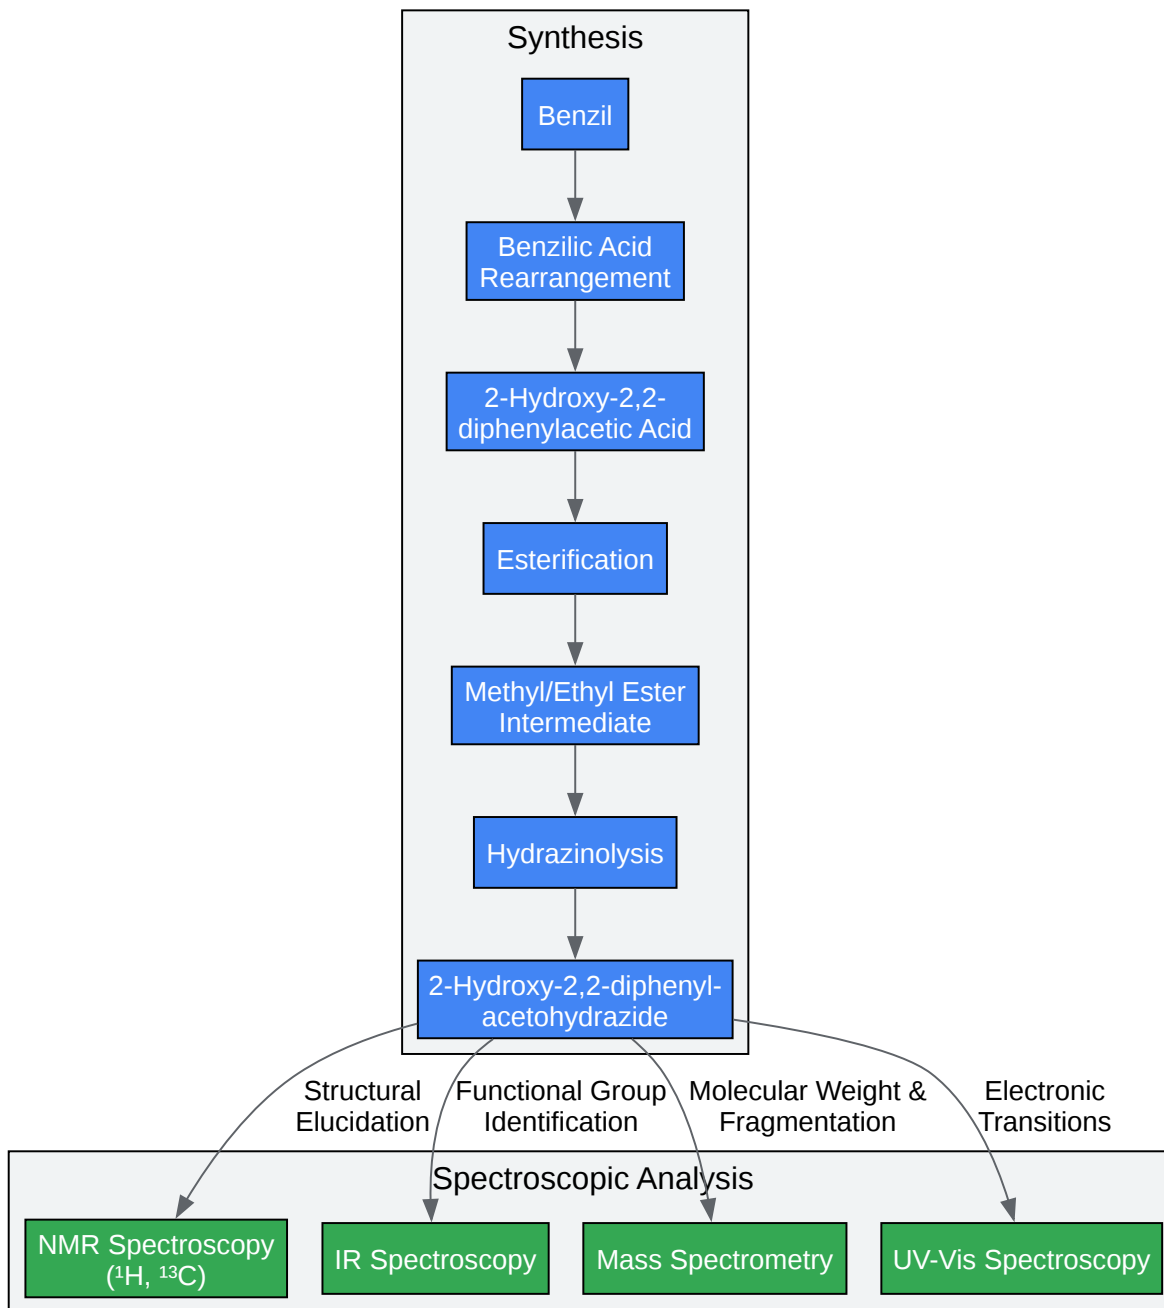 Synthesis
Benzil
Benzilic Acid
Rearrangement
2-Hydroxy-2,2-
diphenylacetic Acid
Esterification
Methyl/Ethyl Ester
Intermediate
Hydrazinolysis
2-Hydroxy-2,2-diphenyl-
acetohydrazide
Structural
Elucidation
Functional Group
Identification
Molecular Weight &
Fragmentation
Electronic
Transitions
Spectroscopic Analysis
NMR Spectroscopy
(¹H, ¹³C)
IR Spectroscopy
Mass Spectrometry
UV-Vis Spectroscopy